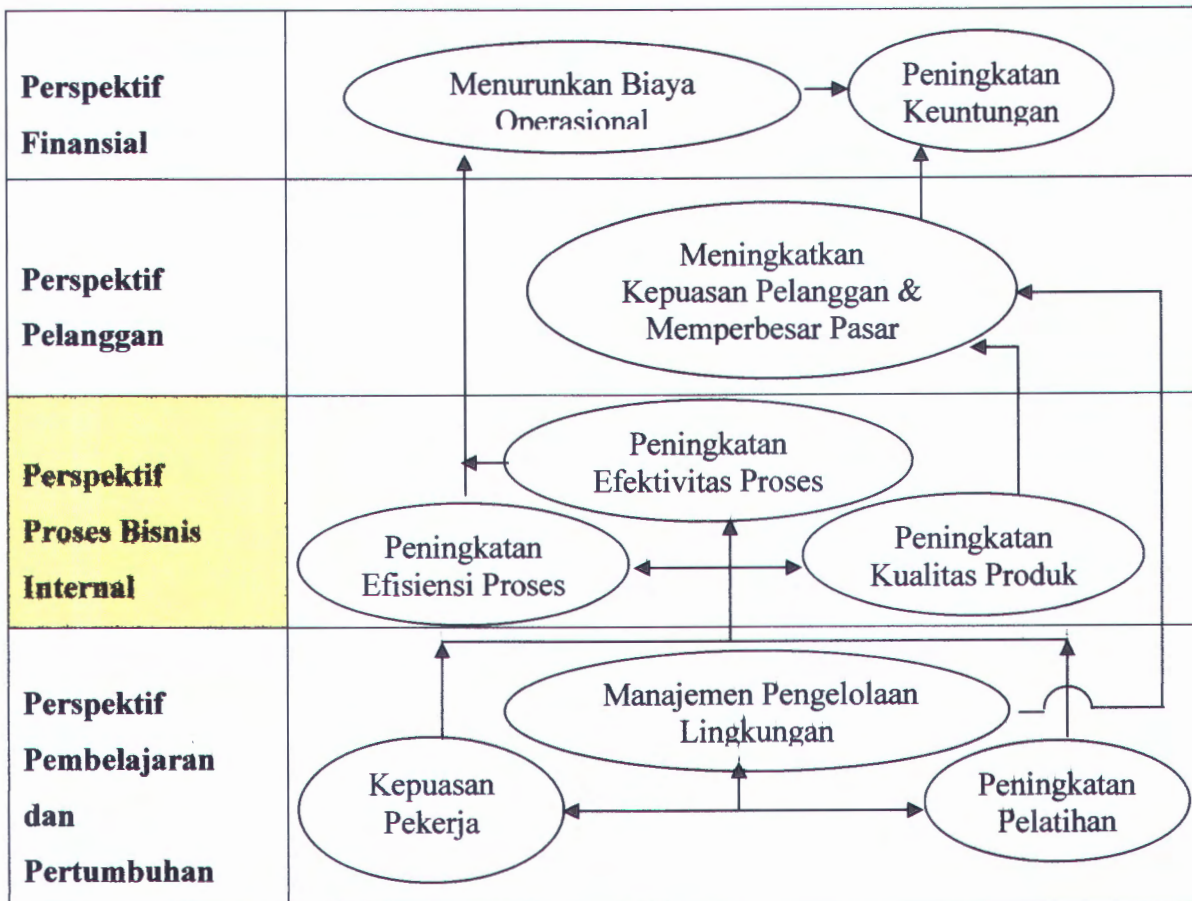 Perspektif
Finansial
Menurunkan Biaya
Operasional
Peningkatan
Keuntungan
Perspektif
Pelanggan
Meningkatkan
Kepuasan Pelanggan &
Memperbesar Pasar
Perspektif
Proses Bisnis
Internal
Peningkatan
Efektivitas Proses
Peningkatan
Efisiensi Proses
Peningkatan
Kualitas Produk
Perspektif
Pembelajaran
dan
Pertumbuhan
Manajemen Pengelolaan
Lingkungan
Kepuasan
Pekerja
Peningkatan
Pelatihan